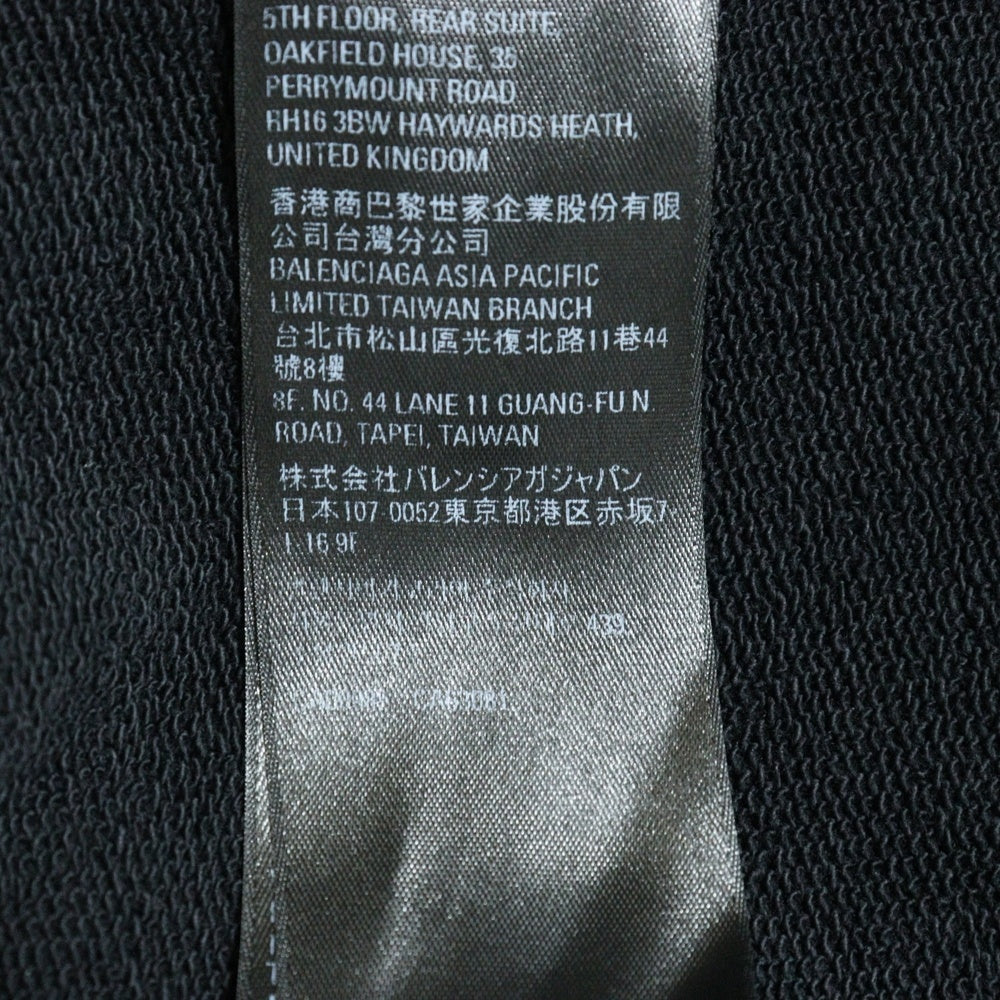 5TH FLOOR, REAR SUITE,
OAKFIELD HOUSE, 35
PERRYMOUNT ROAD
RH16 3BW HAYWARDS HEATH,
UNITED KINGDOM
香港商巴黎世家企業股份有限
公司台灣分公司
BALENCIAGA ASIA PACIFIC
LIMITED TAIWAN BRANCH
台北市松山區光復北路11巷44
號8樓
8F. NO. 44 LANE 11 GUANG-FU N.
ROAD, TAPEI, TAIWAN
株式会社バレンシアガジャパン
日本107 0052東京都港区赤坂7
1 16 9F
439,